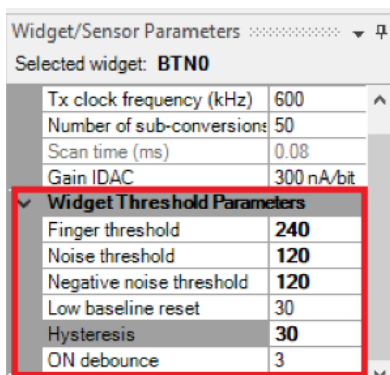 Widget/Sensor Parameters
Selected widget: BTN0
Tx clock frequency (kHz) 600
Number of sub-conversions 50
Scan time (ms) 0.08
Gain IDAC 300 nA/bit
Widget Threshold Parameters
Finger threshold 240
Noise threshold 120
Negative noise threshold 120
Low baseline reset 30
Hysteresis 30
ON debounce 3